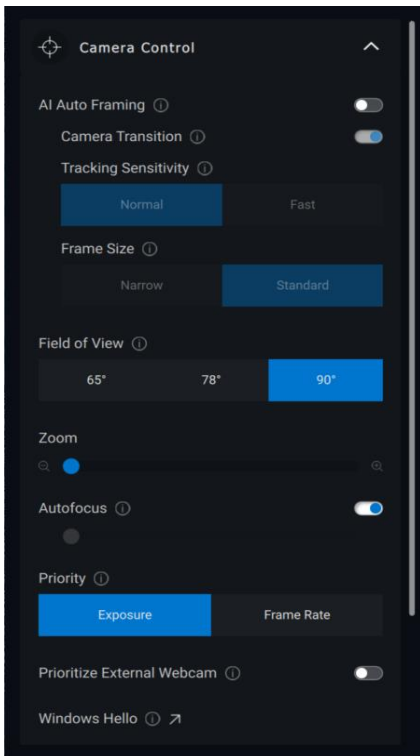 Camera Control
AI Auto Framing
Camera Transition
Tracking Sensitivity
Normal Fast
Frame Size
Narrow Standard
Field of View
65° 78° 90°
Zoom
Autofocus
Priority
Exposure Frame Rate
Prioritize External Webcam
Windows Hello